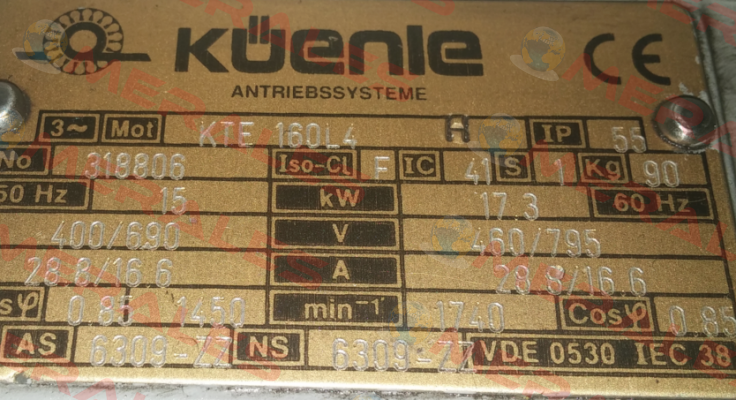 KÜenle CE
ANTRIEBSSYSTEME
3~ Mot KTE 160L4 A IP 55
No 318806 Iso-CL F IC 41 S 1 Kg 90
50 Hz 15 kW 17.3 60 Hz
400/690 V 460/795
28.8/16.6 A 28.8/16.6
sφ 0.85 1450 min⁻¹ 1740 Cosφ 0.85
AS 6309-ZZ NS 6309-ZZ VDE 0530 IEC 38